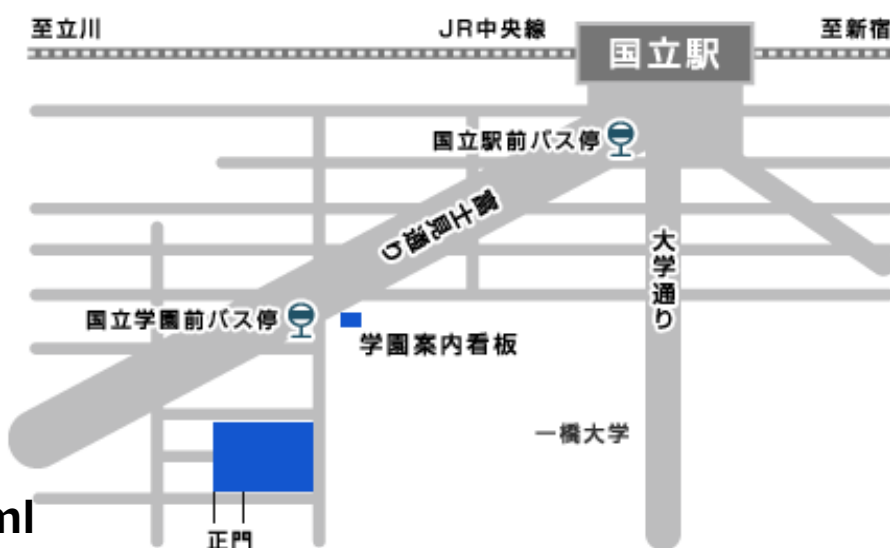 至立川
JR中央線
至新宿
国立駅
国立駅前バス停
富士見通り
大学通り
国立学園前バス停
学園案内看板
一橋大学
ml
正門